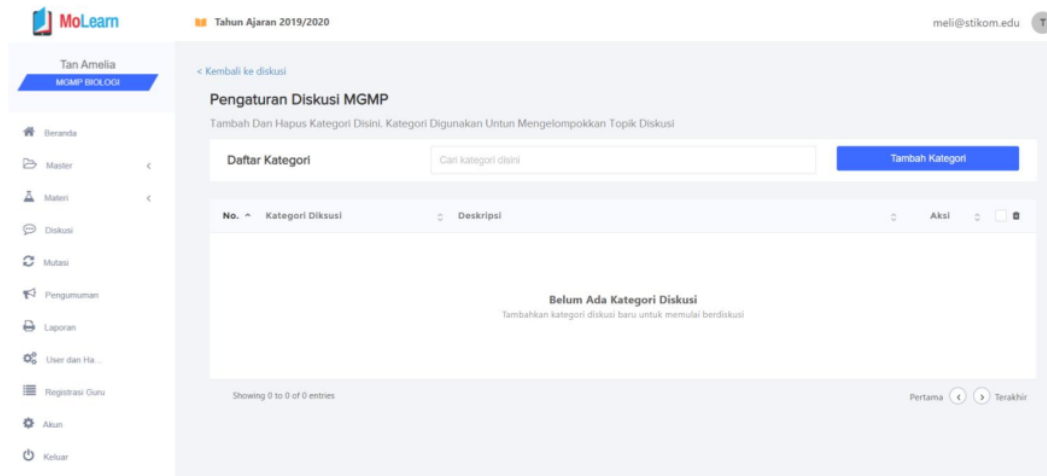 MoLearn
Tahun Ajaran 2019/2020
meli@stikom.edu
T
Tan Amelia
MGMP BIOLOGI
Beranda
Master
Materi
Diskusi
Mutasi
Pengumuman
Laporan
User dan Ha...
Registrasi Guru
Akun
Keluar
< Kembali ke diskusi
Pengaturan Diskusi MGMP
Tambah Dan Hapus Kategori Disini. Kategori Digunakan Untun Mengelompokkan Topik Diskusi
Daftar Kategori
Cari kategori disini
Tambah Kategori
No. Kategori Diksusi Deskripsi Aksi
Belum Ada Kategori Diskusi
Tambahkan kategori diskusi baru untuk memulai berdiskusi
Showing 0 to 0 of 0 entries
Pertama < > Terakhir